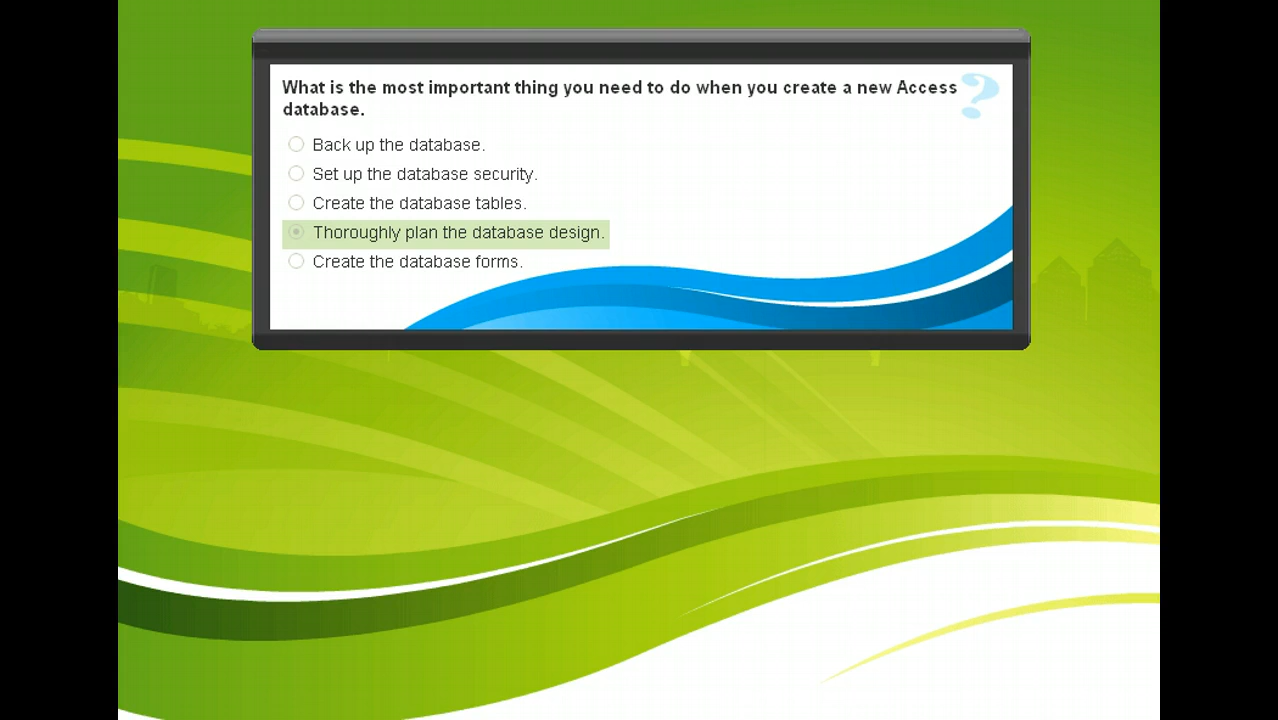 What is the most important thing you need to do when you create a new Access
database.
Back up the database.
Set up the database security.
Create the database tables.
Thoroughly plan the database design.
Create the database forms.